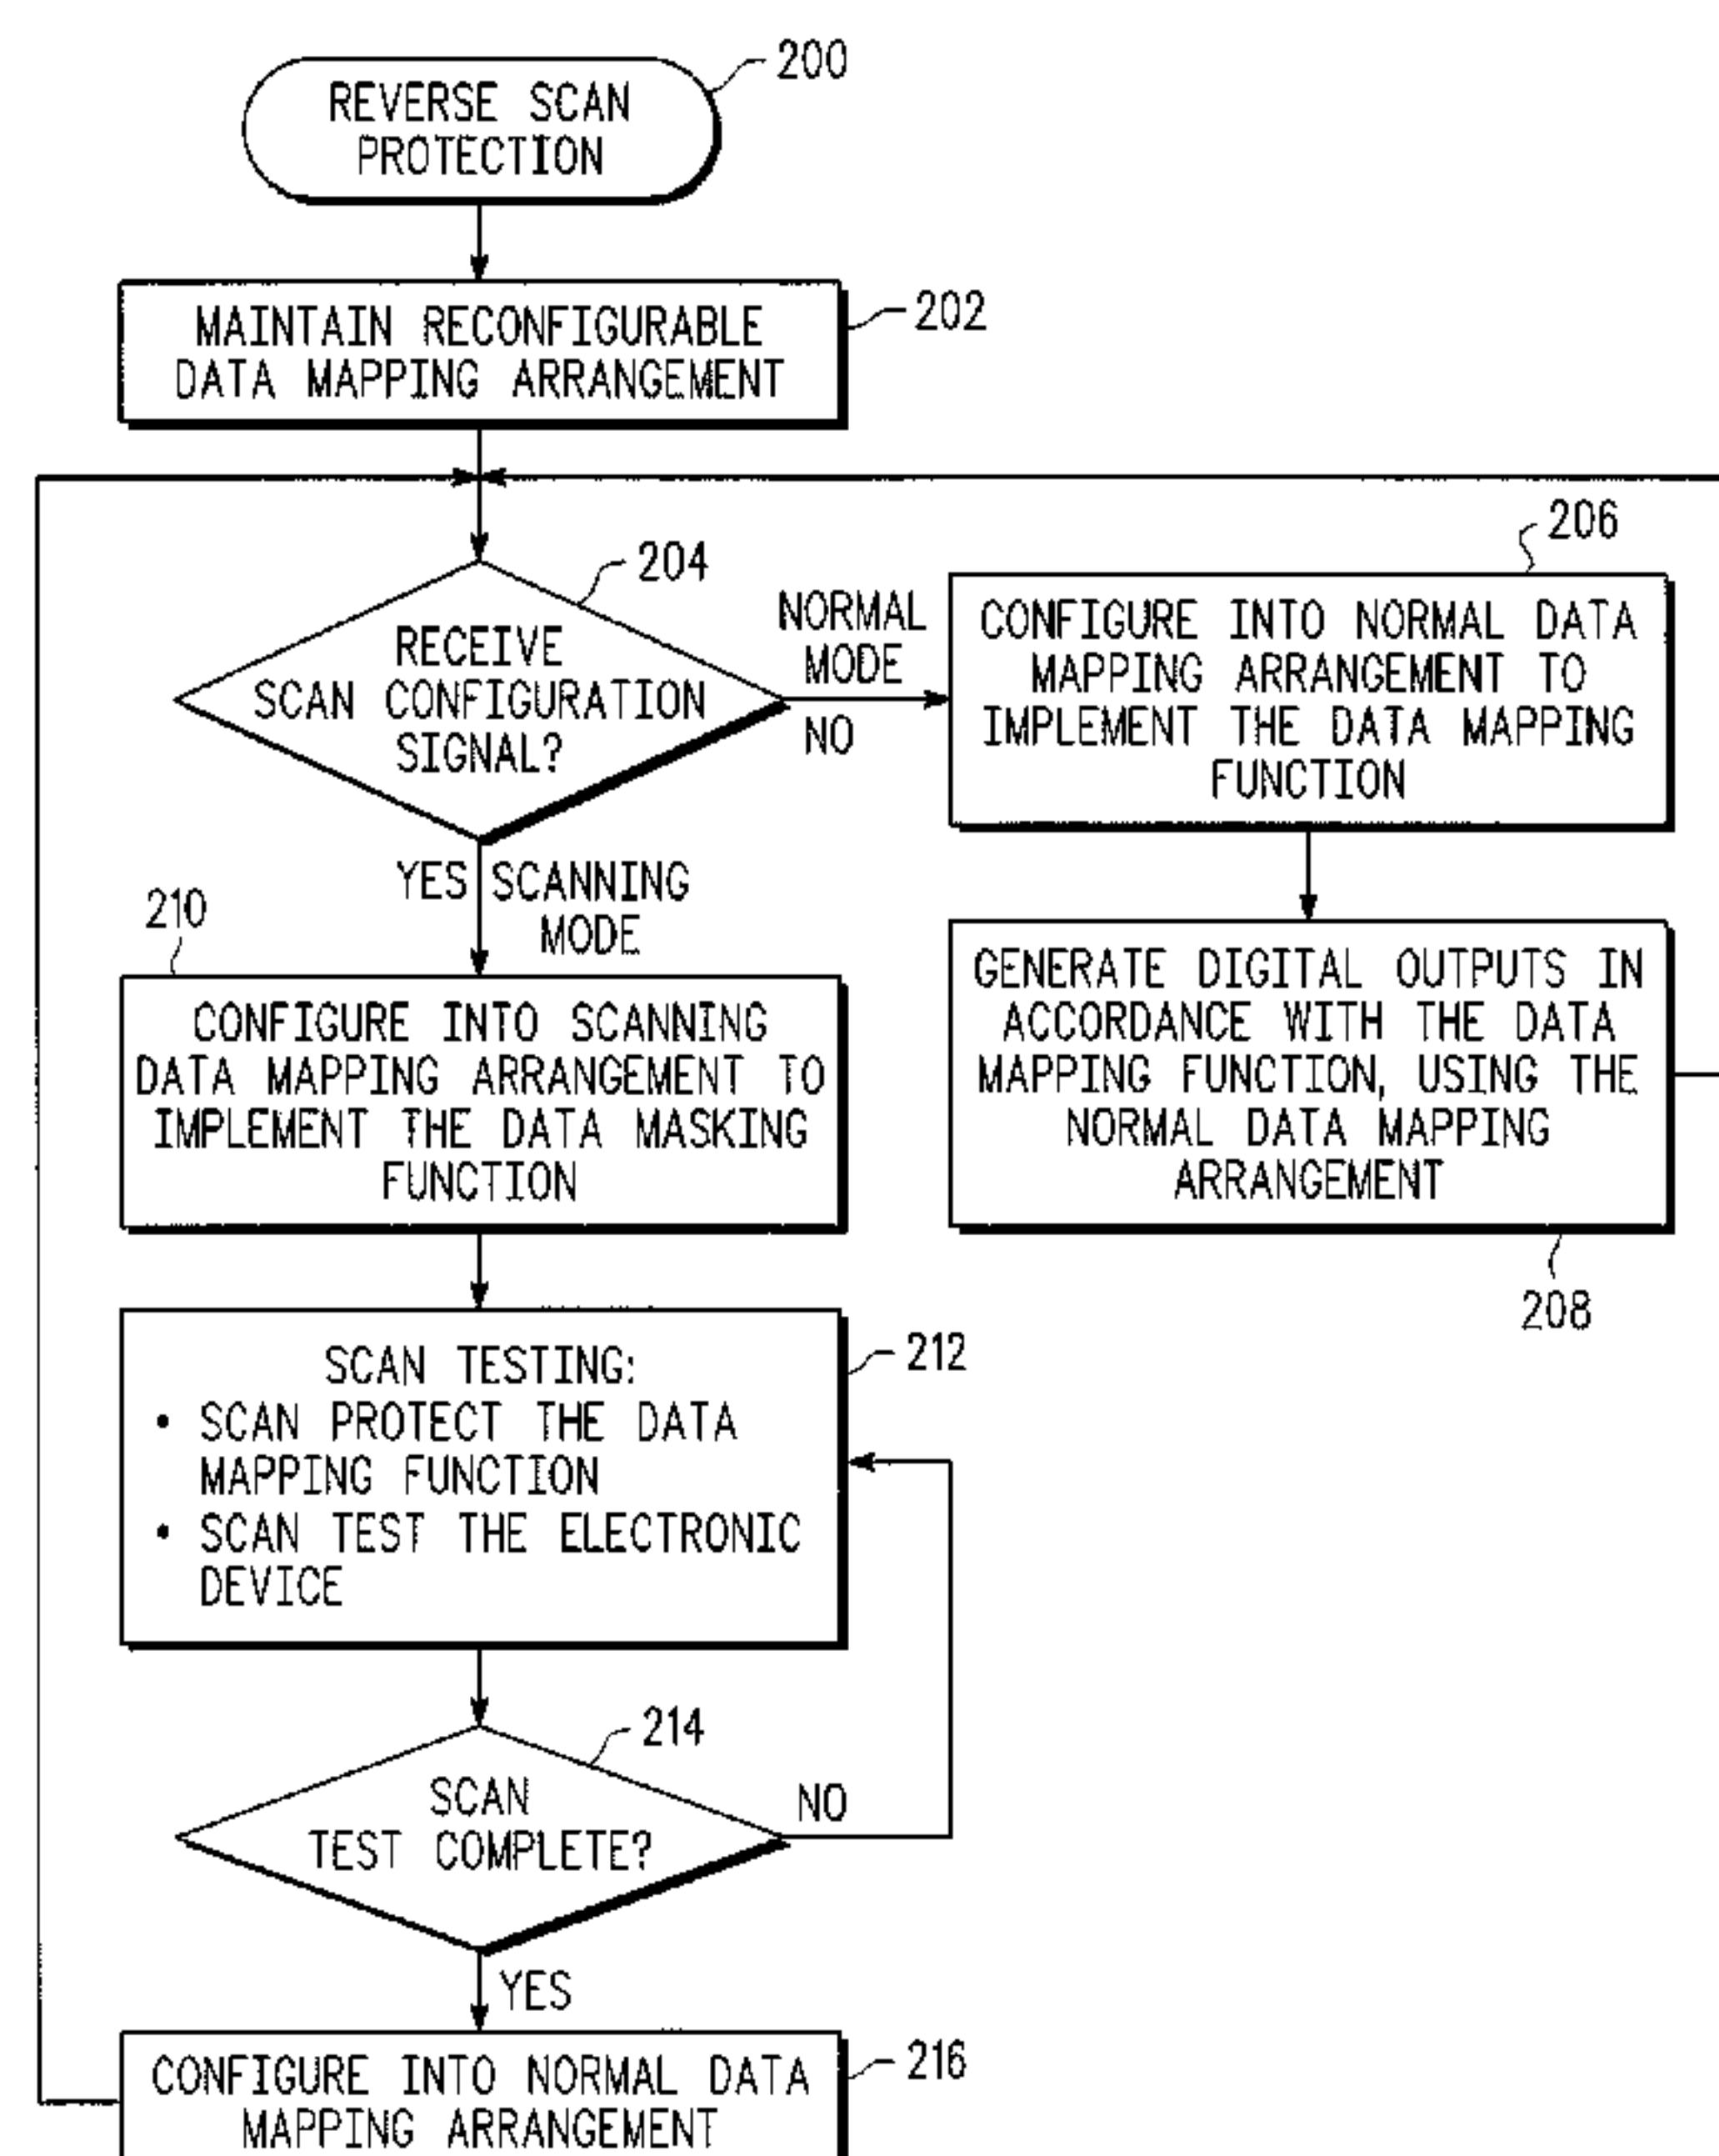 200
REVERSE SCAN
PROTECTION
202
MAINTAIN RECONFIGURABLE
DATA MAPPING ARRANGEMENT
204
RECEIVE
SCAN CONFIGURATION
SIGNAL?
NORMAL
MODE
NO
206
CONFIGURE INTO NORMAL DATA
MAPPING ARRANGEMENT TO
IMPLEMENT THE DATA MAPPING
FUNCTION
YES SCANNING
MODE
GENERATE DIGITAL OUTPUTS IN
ACCORDANCE WITH THE DATA
MAPPING FUNCTION, USING THE
NORMAL DATA MAPPING
ARRANGEMENT
208
210
CONFIGURE INTO SCANNING
DATA MAPPING ARRANGEMENT TO
IMPLEMENT THE DATA MASKING
FUNCTION
212
SCAN TESTING:
• SCAN PROTECT THE DATA
MAPPING FUNCTION
• SCAN TEST THE ELECTRONIC
DEVICE
214
SCAN
TEST COMPLETE?
NO
YES
216
CONFIGURE INTO NORMAL DATA
MAPPING ARRANGEMENT